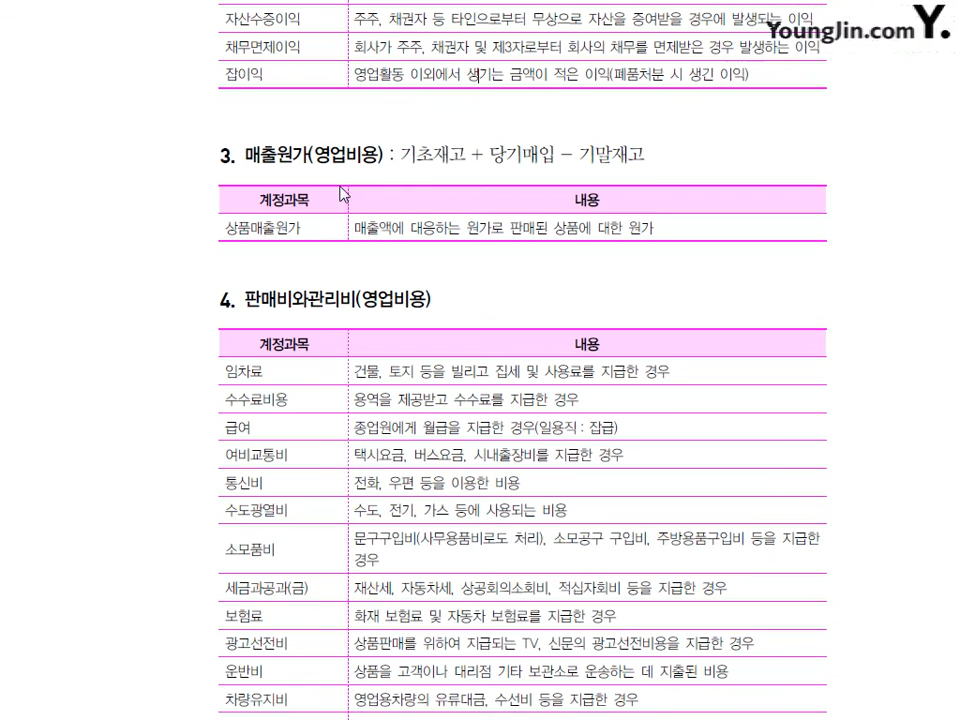 자산수증이익 주주, 채권자 등 타인으로부터 무상으로 자산을 증여받을 경우에 발생되는 이익
YoungJin.com Y.
채무면제이익 회사가 주주, 채권자 및 제3자로부터 회사의 채무를 면제받은 경우 발생하는 이익
잡이익 영업활동 이외에서 생기는 금액이 적은 이익(폐품처분 시 생긴 이익)
3. 매출원가(영업비용) : 기초재고 + 당기매입 - 기말재고
계정과목 내용
상품매출원가 매출액에 대응하는 원가로 판매된 상품에 대한 원가
4. 판매비와관리비(영업비용)
계정과목 내용
임차료 건물, 토지 등을 빌리고 집세 및 사용료를 지급한 경우
수수료비용 용역을 제공받고 수수료를 지급한 경우
급여 종업원에게 월급을 지급한 경우(일용직 : 잡급)
여비교통비 택시요금, 버스요금, 시내출장비를 지급한 경우
통신비 전화, 우편 등을 이용한 비용
수도광열비 수도, 전기, 가스 등에 사용되는 비용
소모품비 문구구입비(사무용품비로도 처리), 소모공구 구입비, 주방용품구입비 등을 지급한
경우
세금과공과(금) 재산세, 자동차세, 상공회의소회비, 적십자회비 등을 지급한 경우
보험료 화재 보험료 및 자동차 보험료를 지급한 경우
광고선전비 상품판매를 위하여 지급되는 TV, 신문의 광고선전비용을 지급한 경우
운반비 상품을 고객이나 대리점 기타 보관소로 운송하는 데 지출된 비용
차량유지비 영업용차량의 유류대금, 수선비 등을 지급한 경우